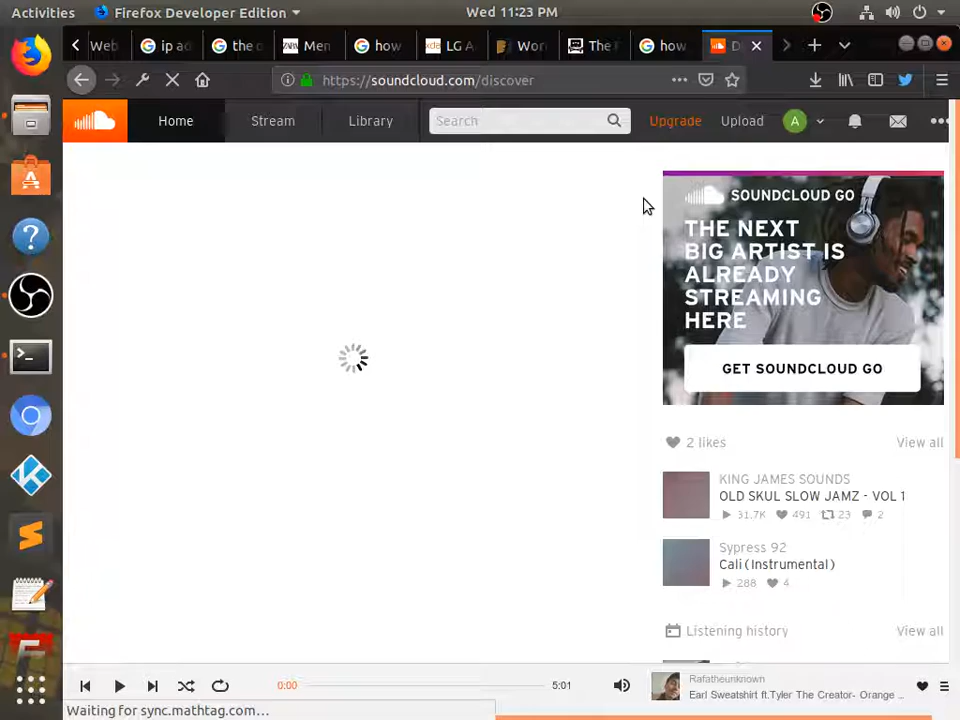 Activities Firefox Developer Edition Wed 11:23 PM
Web ip ad the Men how LG A Wor The how D
https://soundcloud.com/discover
Home Stream Library Search Upgrade Upload A
SOUNDCLOUD GO
THE NEXT
BIG ARTIST IS
ALREADY
STREAMING
HERE
GET SOUNDCLOUD GO
2 likes View all
KING JAMES SOUNDS
OLD SKUL SLOW JAMZ - VOL 1
31.7K 491 23 2
Sypress 92
Cali (Instrumental)
288 4
Listening history View all
0:00 5:01
Rafatheunknown
Earl Sweatshirt ft.Tyler The Creator- Orange ...
Waiting for sync.mathtag.com...